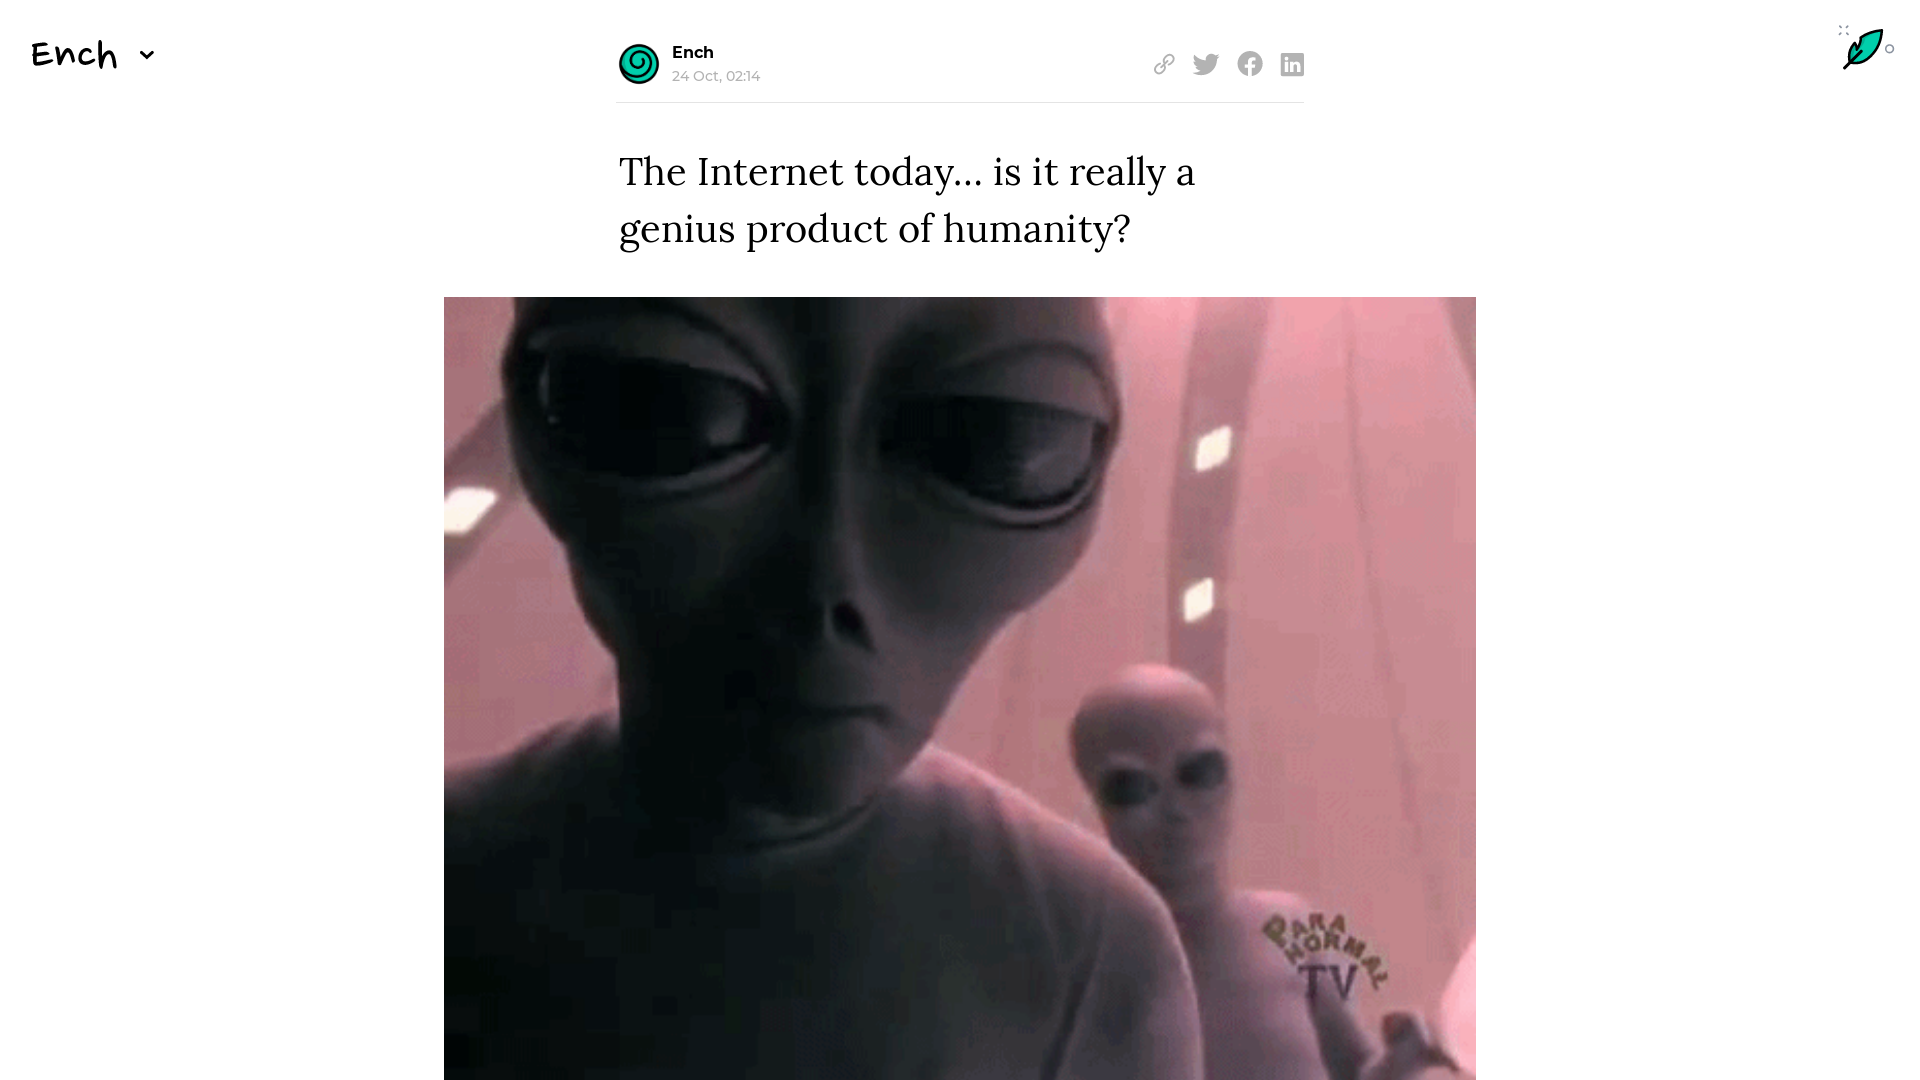 Ench
Ench
24 Oct, 02:14
The Internet today... is it really a
genius product of humanity?
PARA
NORMAL
TV